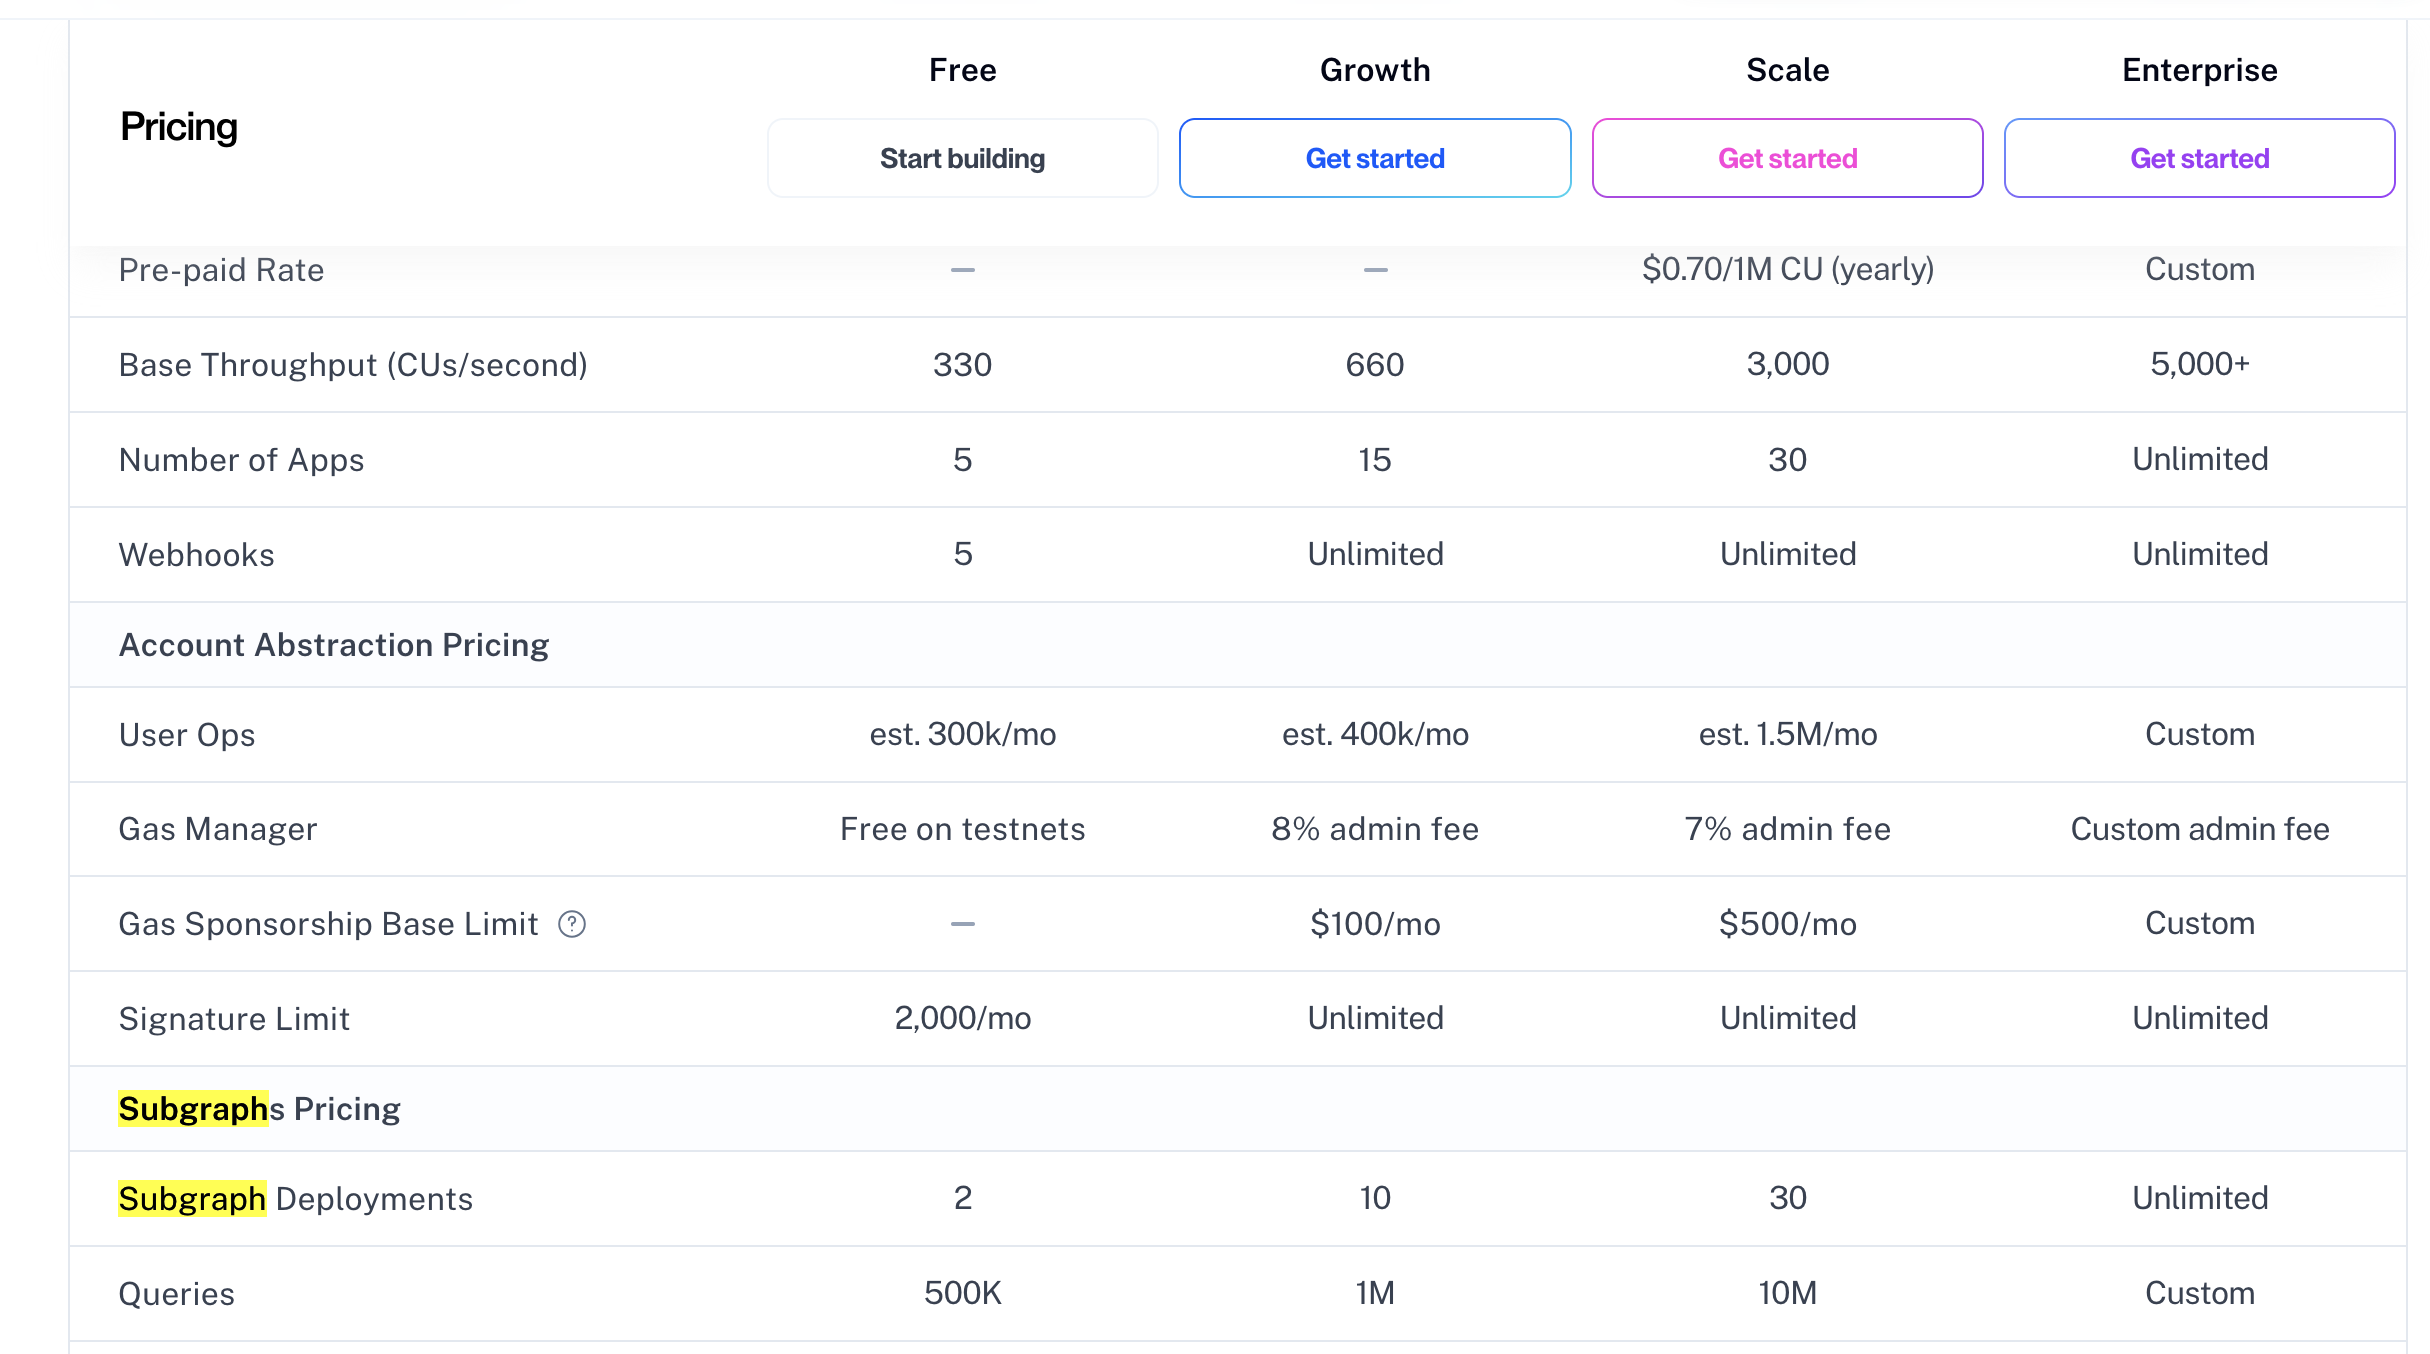 Pricing Free Growth Scale Enterprise
Start building Get started Get started Get started
Pre-paid Rate — — $0.70/1M CU (yearly) Custom
Base Throughput (CUs/second) 330 660 3,000 5,000+
Number of Apps 5 15 30 Unlimited
Webhooks 5 Unlimited Unlimited Unlimited
Account Abstraction Pricing
User Ops est. 300k/mo est. 400k/mo est. 1.5M/mo Custom
Gas Manager Free on testnets 8% admin fee 7% admin fee Custom admin fee
Gas Sponsorship Base Limit ? — $100/mo $500/mo Custom
Signature Limit 2,000/mo Unlimited Unlimited Unlimited
Subgraphs Pricing
Subgraph Deployments 2 10 30 Unlimited
Queries 500K 1M 10M Custom